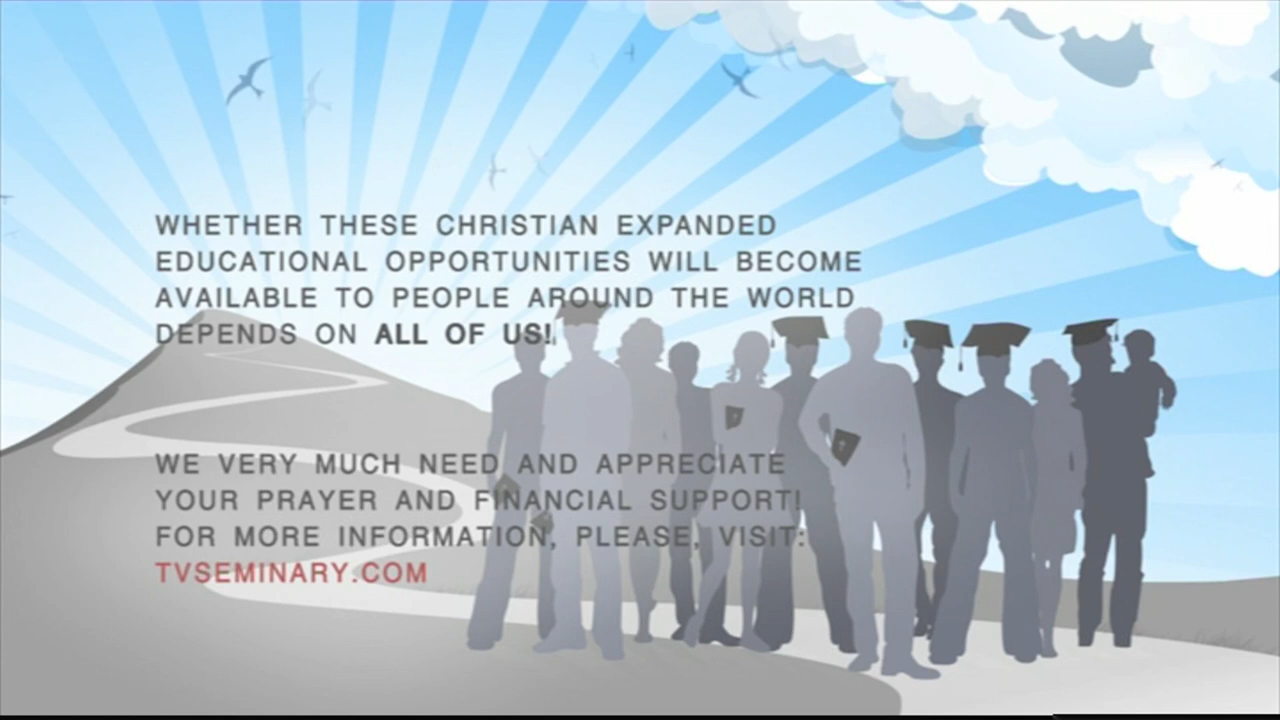 WHETHER THESE CHRISTIAN EXPANDED
EDUCATIONAL OPPORTUNITIES WILL BECOME
AVAILABLE TO PEOPLE AROUND THE WORLD
DEPENDS ON ALL OF US!
WE VERY MUCH NEED AND APPRECIATE
YOUR PRAYER AND FINANCIAL SUPPORT!
FOR MORE INFORMATION, PLEASE, VISIT:
TVSEMINARY.COM